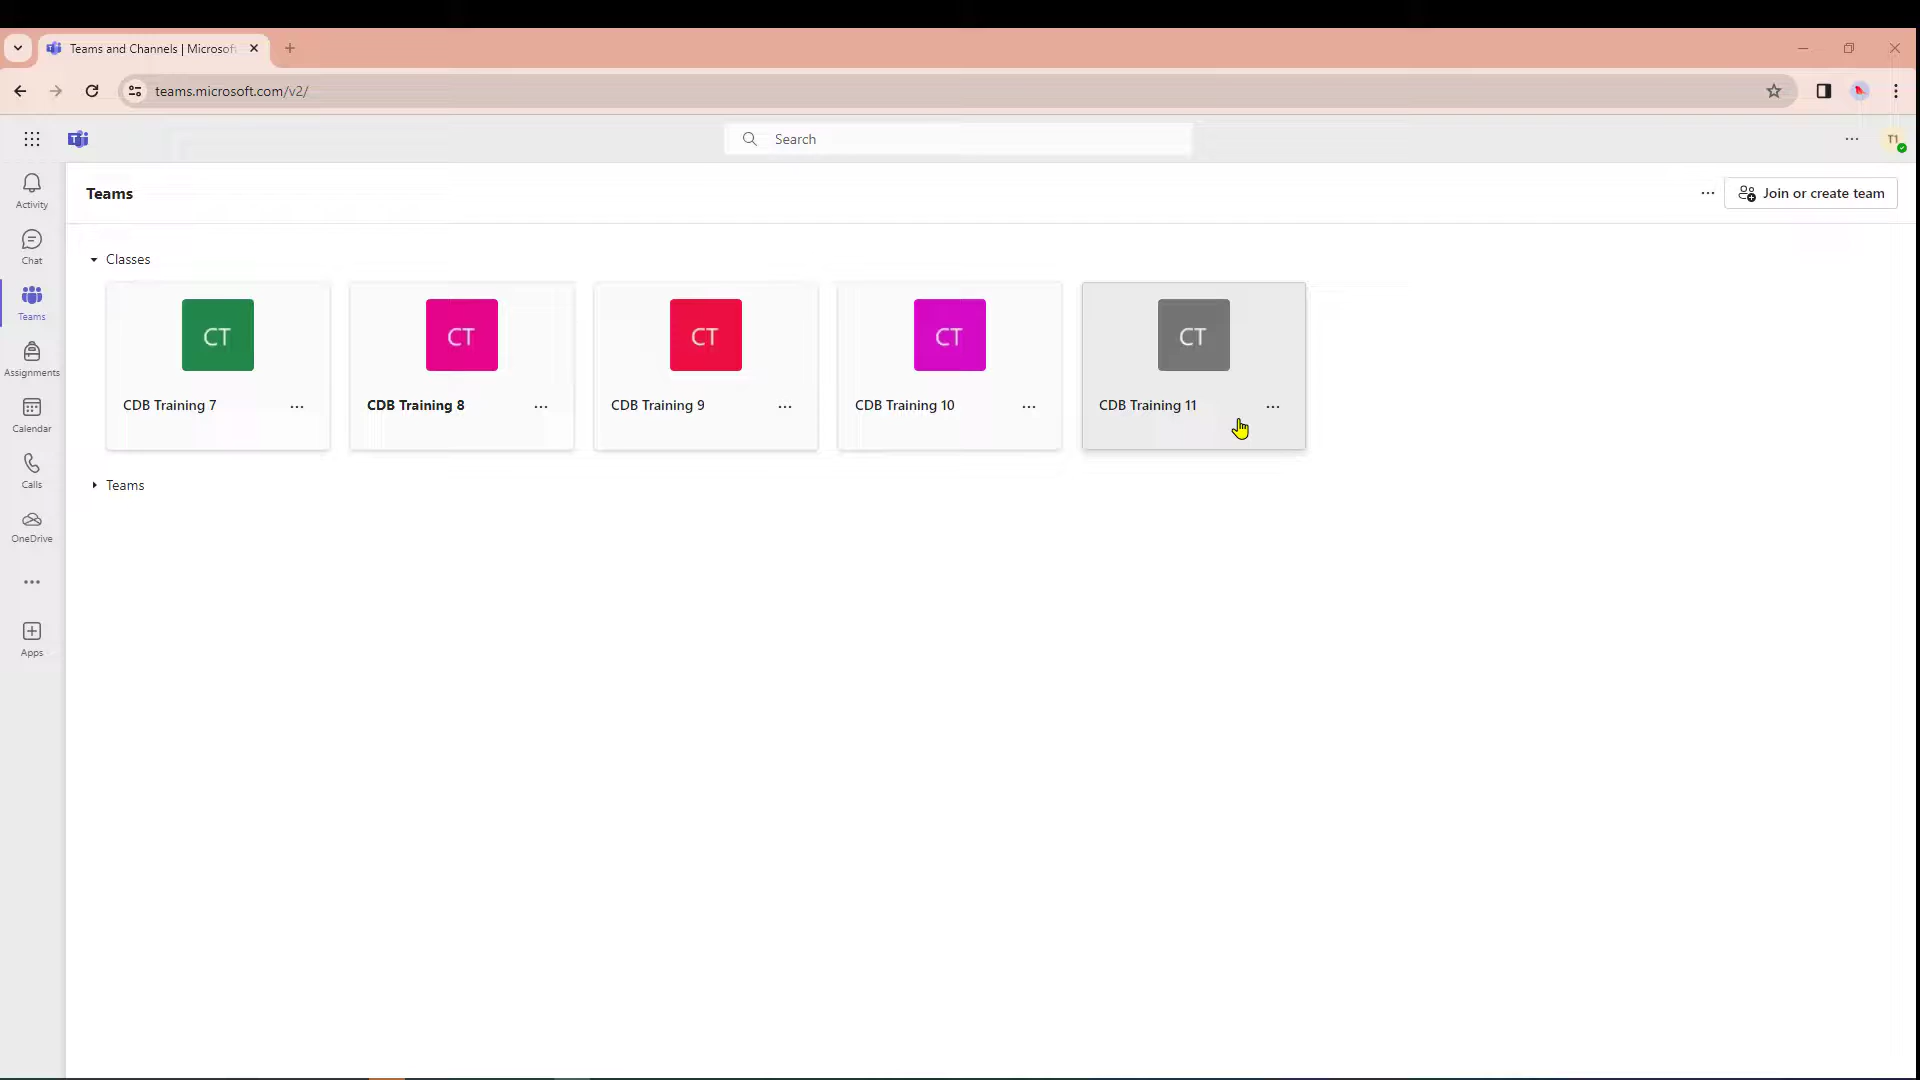 Teams and Channels | Microsoft
teams.microsoft.com/v2/
Search
T1
Activity
Chat
Teams
Assignments
Calendar
Calls
OneDrive
Apps
Teams
Join or create team
Classes
CT
CT
CT
CT
CT
CDB Training 7
CDB Training 8
CDB Training 9
CDB Training 10
CDB Training 11
Teams